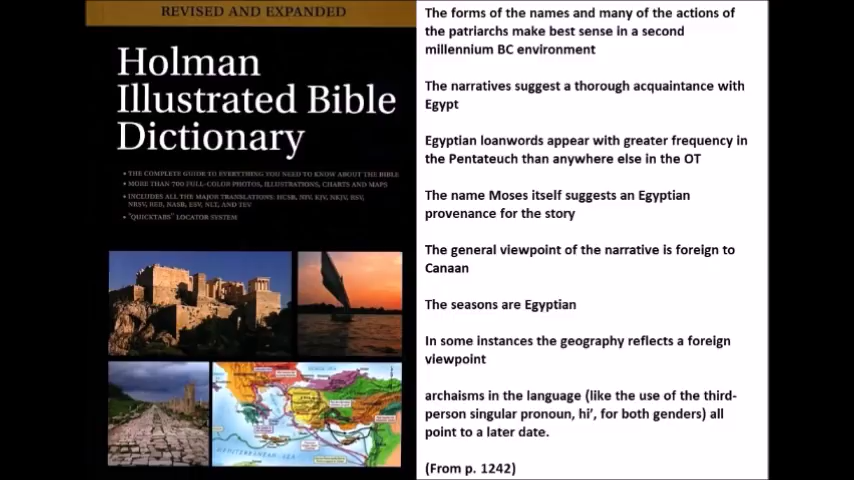 REVISED AND EXPANDED
Holman
Illustrated Bible
Dictionary
• THE COMPLETE GUIDE TO EVERYTHING YOU NEED TO KNOW ABOUT THE BIBLE
• MORE THAN 700 FULL-COLOR PHOTOS, ILLUSTRATIONS, CHARTS AND MAPS
• INCLUDES ALL THE MAJOR TRANSLATIONS: HCSB, NIV, KJV, NKJV, RSV,
NRSV, REB, NASB, ESV, NLT, AND TEV
• "QUICKTABS" LOCATOR SYSTEM
MEDITERRANEAN SEA
The forms of the names and many of the actions of
the patriarchs make best sense in a second
millennium BC environment
The narratives suggest a thorough acquaintance with
Egypt
Egyptian loanwords appear with greater frequency in
the Pentateuch than anywhere else in the OT
The name Moses itself suggests an Egyptian
provenance for the story
The general viewpoint of the narrative is foreign to
Canaan
The seasons are Egyptian
In some instances the geography reflects a foreign
viewpoint
archaisms in the language (like the use of the third-
person singular pronoun, hi’, for both genders) all
point to a later date.
(From p. 1242)